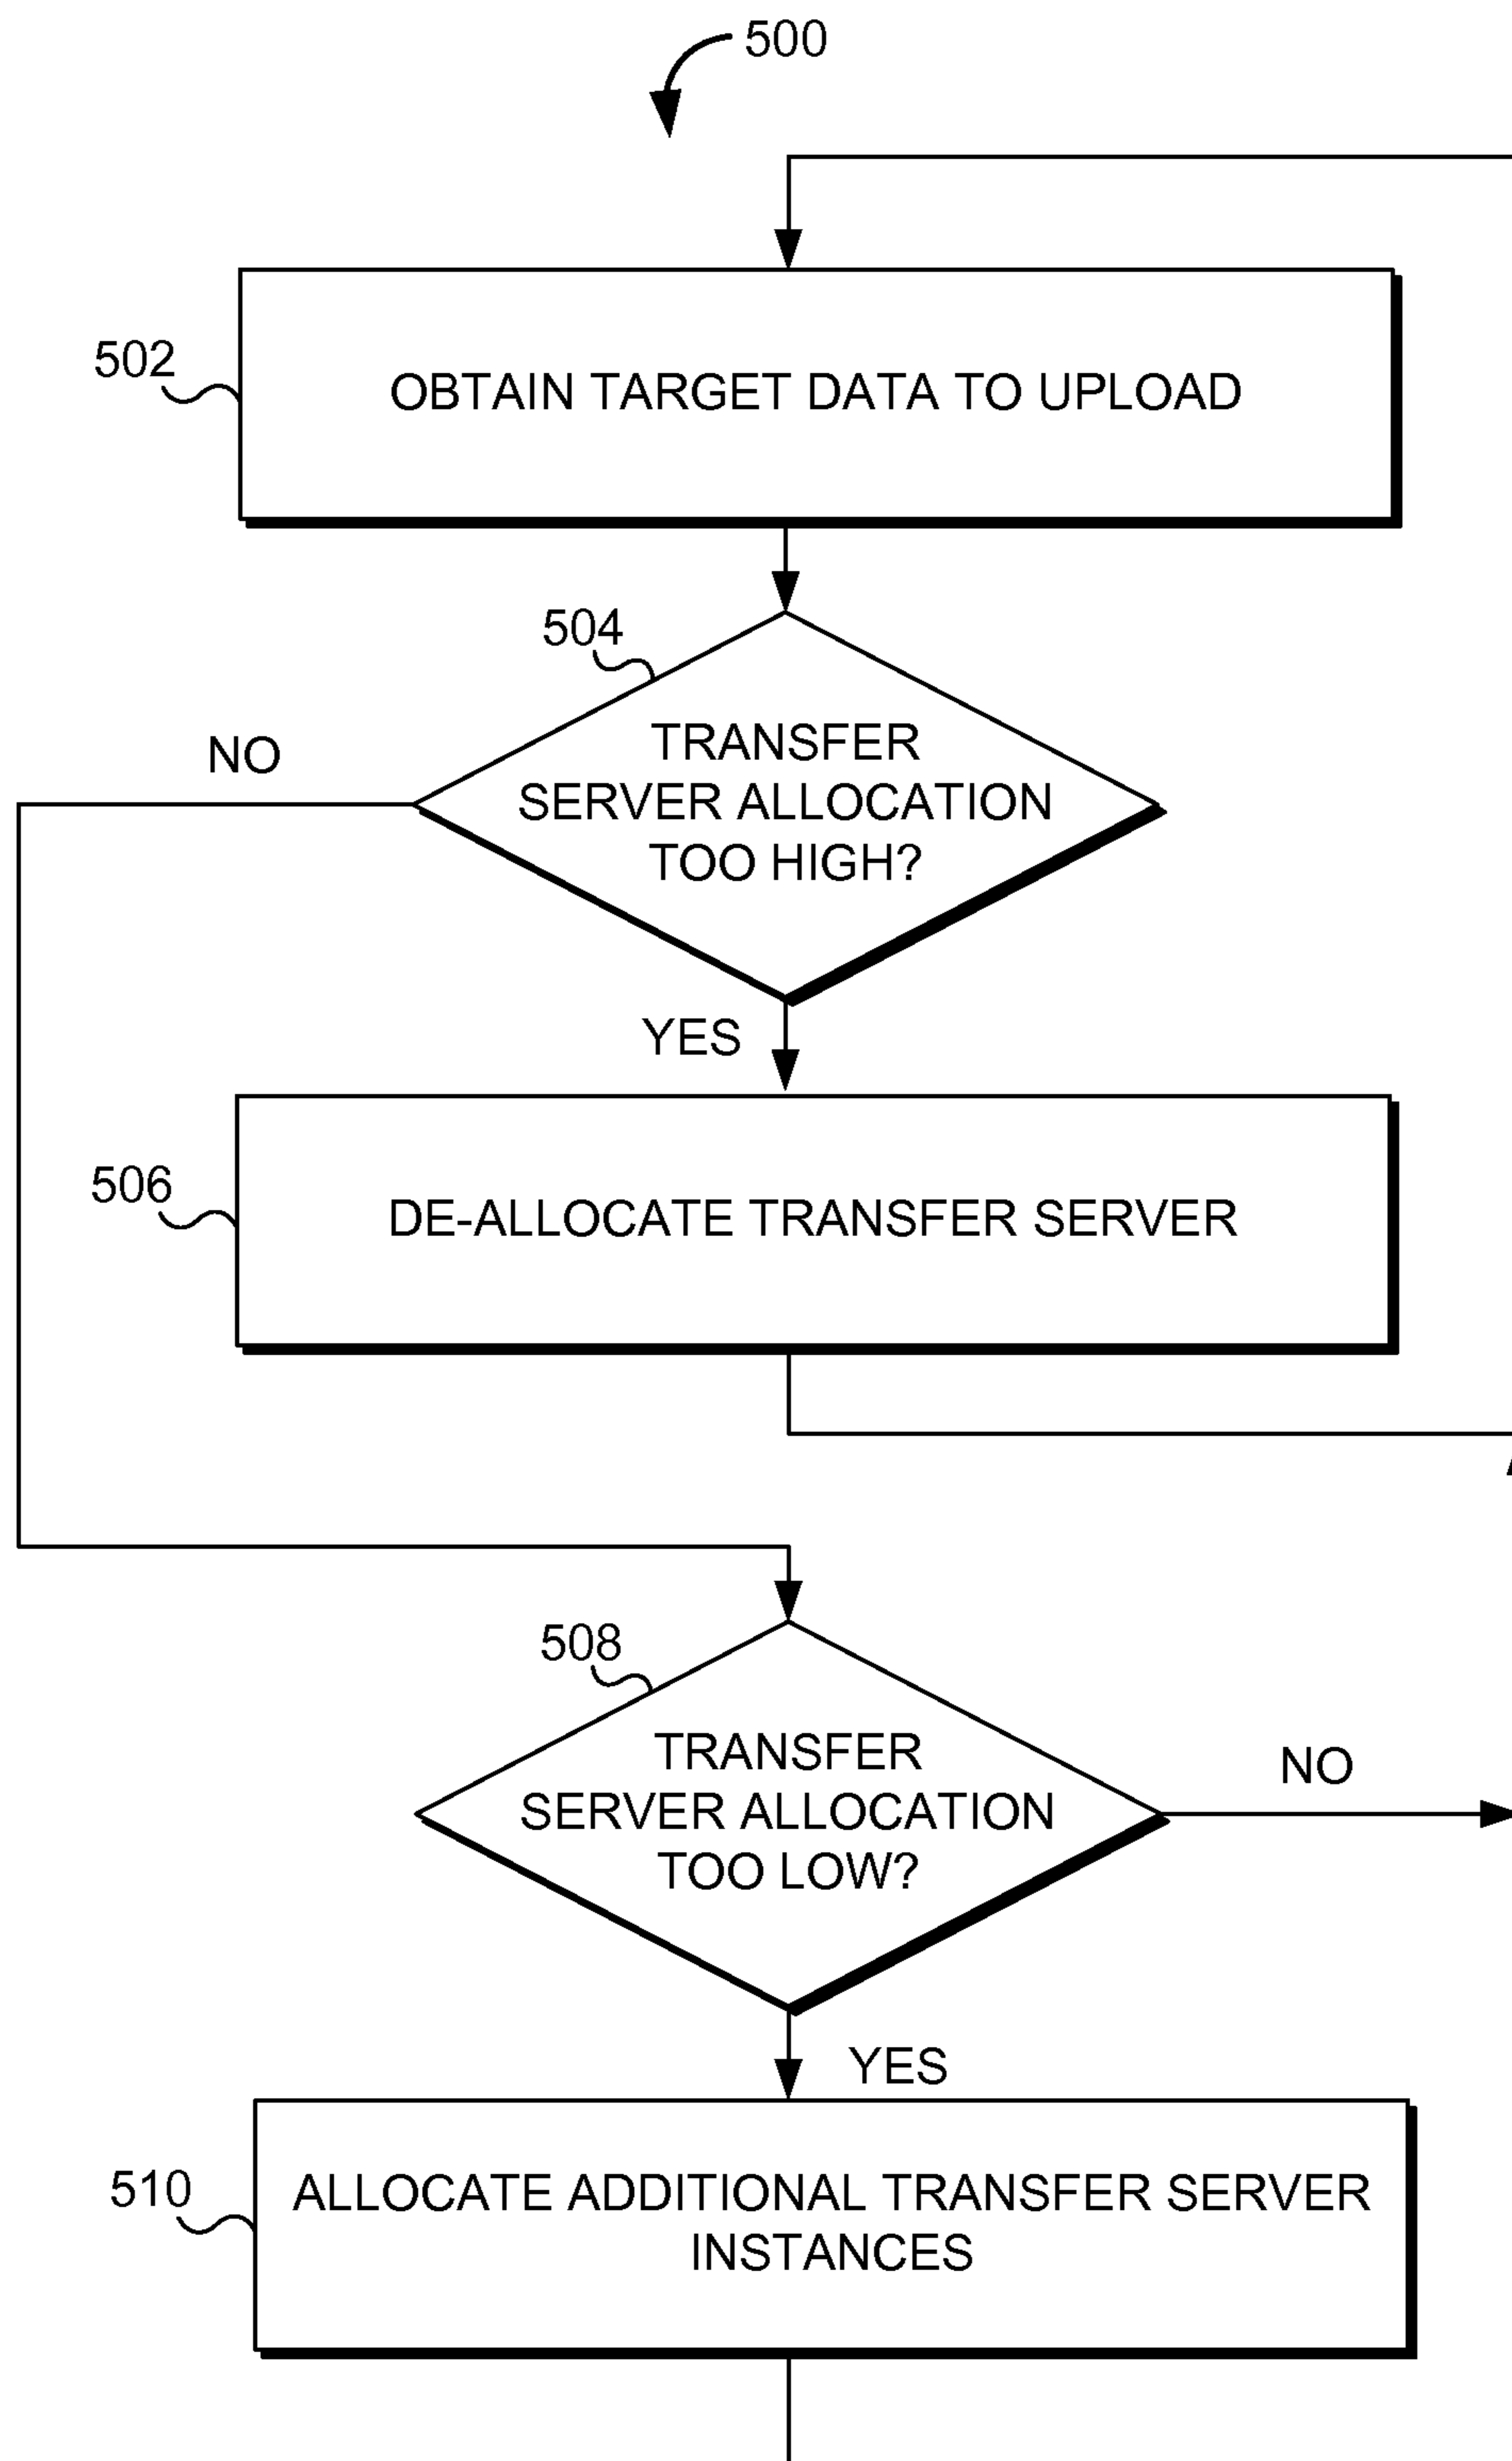 500
502
OBTAIN TARGET DATA TO UPLOAD
504
NO
TRANSFER
SERVER ALLOCATION
TOO HIGH?
YES
506
DE-ALLOCATE TRANSFER SERVER
508
TRANSFER
SERVER ALLOCATION
TOO LOW?
NO
YES
510
ALLOCATE ADDITIONAL TRANSFER SERVER
INSTANCES